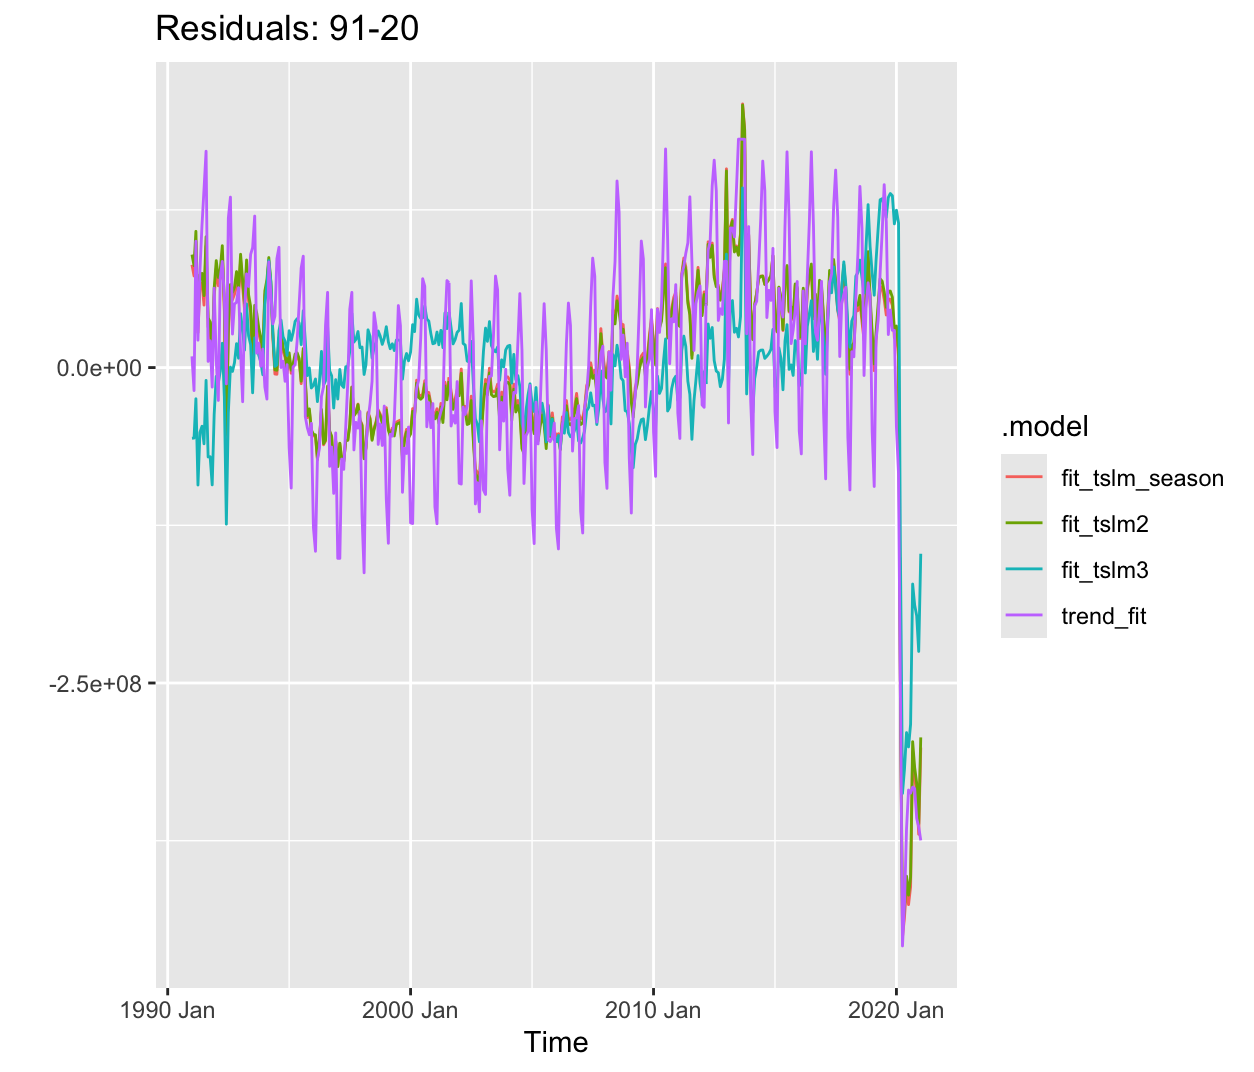 Residuals: 91-20
0.0e+00
-2.5e+08
1990 Jan
2000 Jan
2010 Jan
2020 Jan
Time
.model
fit_tslm_season
fit_tslm2
fit_tslm3
trend_fit